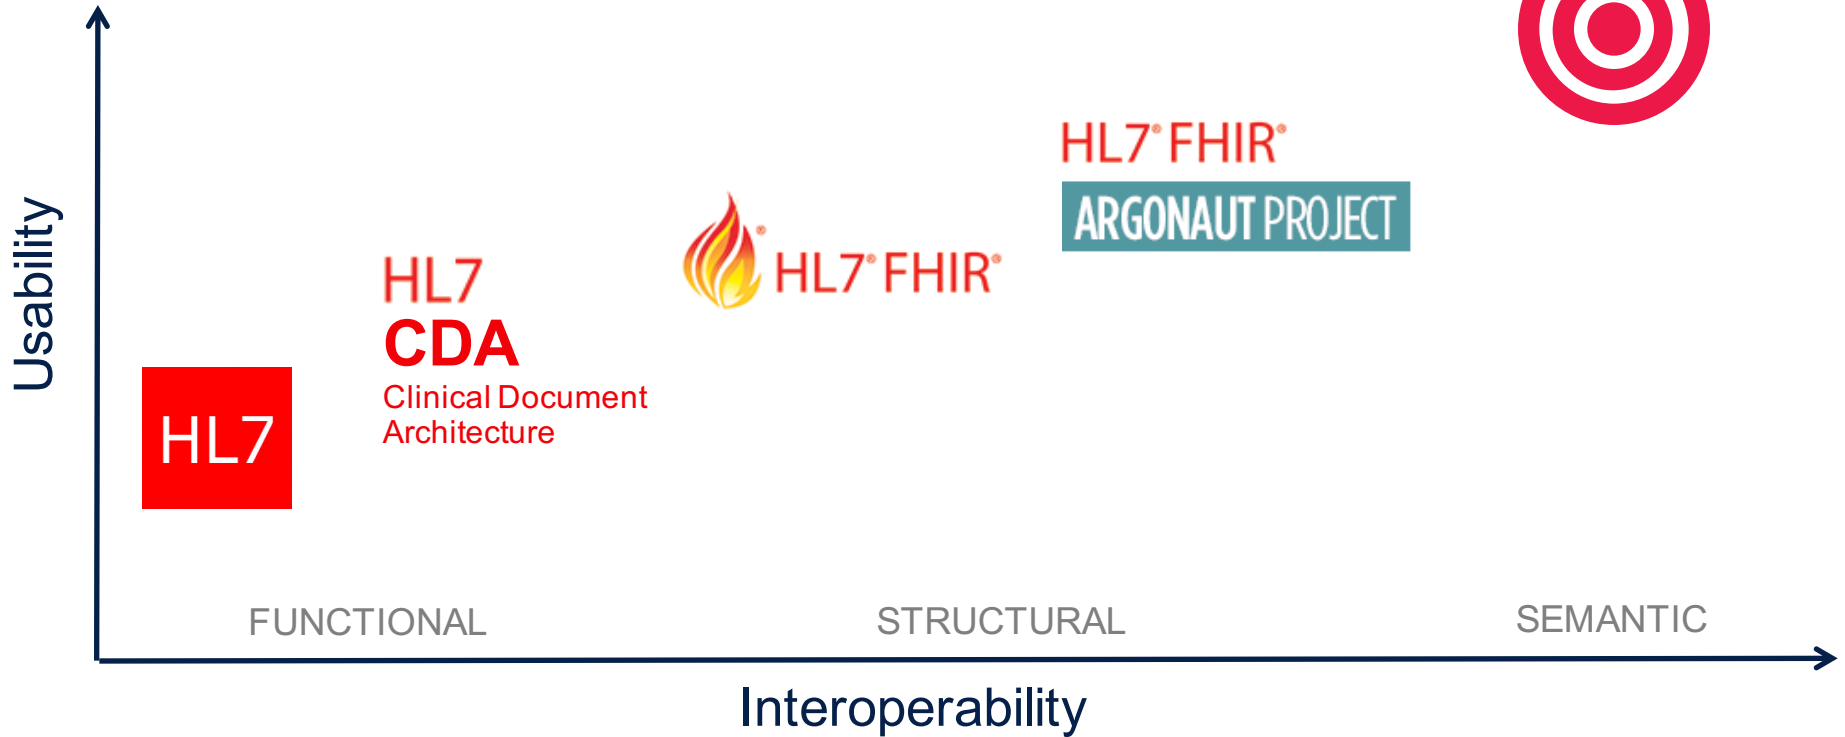 Usability
HL7
HL7
CDA
Clinical Document
Architecture
® HL7® FHIR®
HL7® FHIR®
ARGONAUT PROJECT
FUNCTIONAL
STRUCTURAL
SEMANTIC
Interoperability